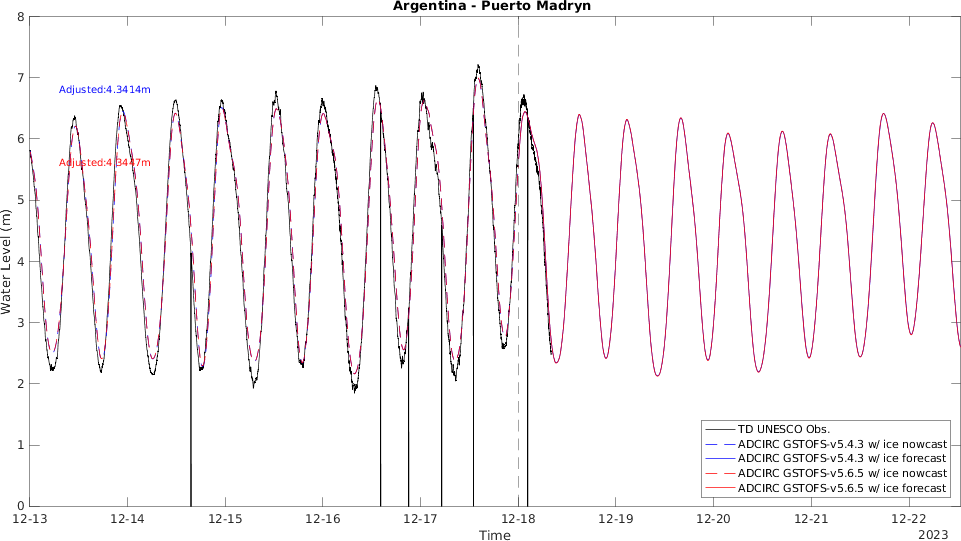 Argentina - Puerto Madryn
8
7
6
5
4
3
2
1
0
Water Level (m)
Adjusted:4.3414m
Adjusted:4.3447m
TD UNESCO Obs.
ADCIRC GSTOFS-v5.4.3 w/ ice nowcast
ADCIRC GSTOFS-v5.4.3 w/ ice forecast
ADCIRC GSTOFS-v5.6.5 w/ ice nowcast
ADCIRC GSTOFS-v5.6.5 w/ ice forecast
12-13 12-14 12-15 12-16 12-17 12-18 12-19 12-20 12-21 12-22
Time
2023